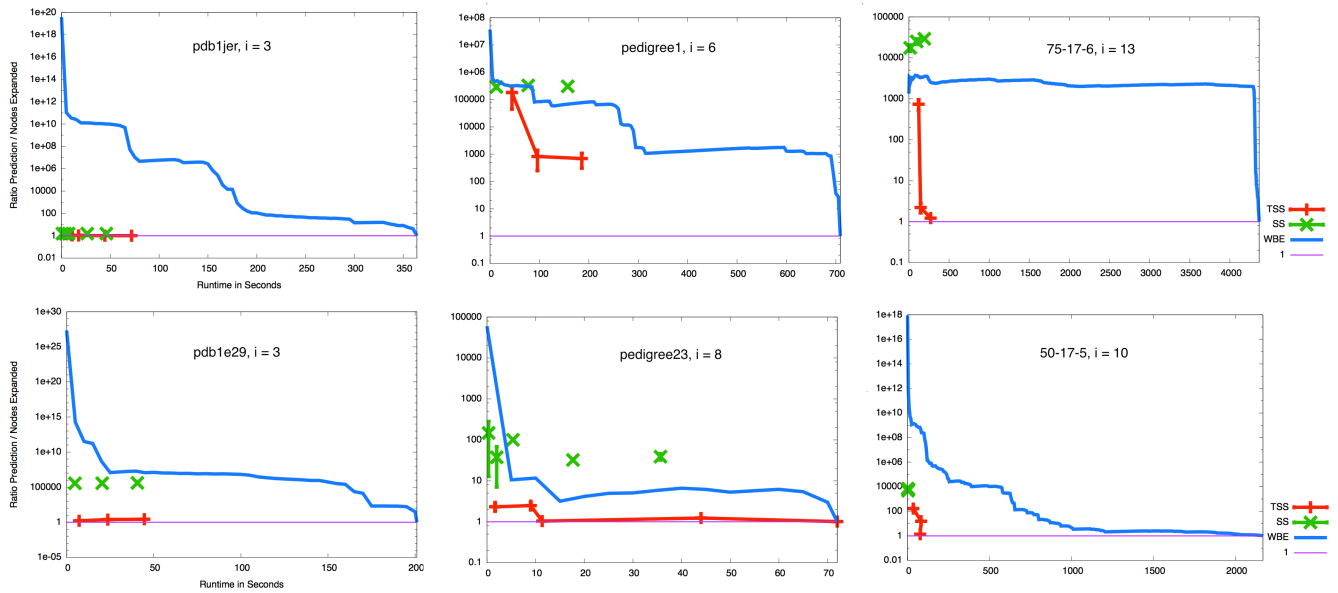 pdb1jer, i = 3
Ratio Prediction / Nodes Expanded
1e+20
1e+18
1e+16
1e+14
1e+12
1e+10
1e+08
1e+06
10000
100
1
0.01
0 50 100 150 200 250 300 350
Runtime in Seconds
pedigree1, i = 6
1e+08
1e+07
1e+06
100000
10000
1000
100
10
1
0.1
0 100 200 300 400 500 600 700
75-17-6, i = 13
100000
10000
1000
100
10
1
0.1
0 500 1000 1500 2000 2500 3000 3500 4000
TSS
SS
WBE
1
pdb1e29, i = 3
Ratio Prediction / Nodes Expanded
1e+30
1e+25
1e+20
1e+15
1e+10
100000
1
1e-05
0 50 100 150 200
Runtime in Seconds
pedigree23, i = 8
100000
10000
1000
100
10
1
0.1
0 10 20 30 40 50 60 70
50-17-5, i = 10
1e+18
1e+16
1e+14
1e+12
1e+10
1e+08
1e+06
10000
100
1
0.01
0 500 1000 1500 2000
TSS
SS
WBE
1